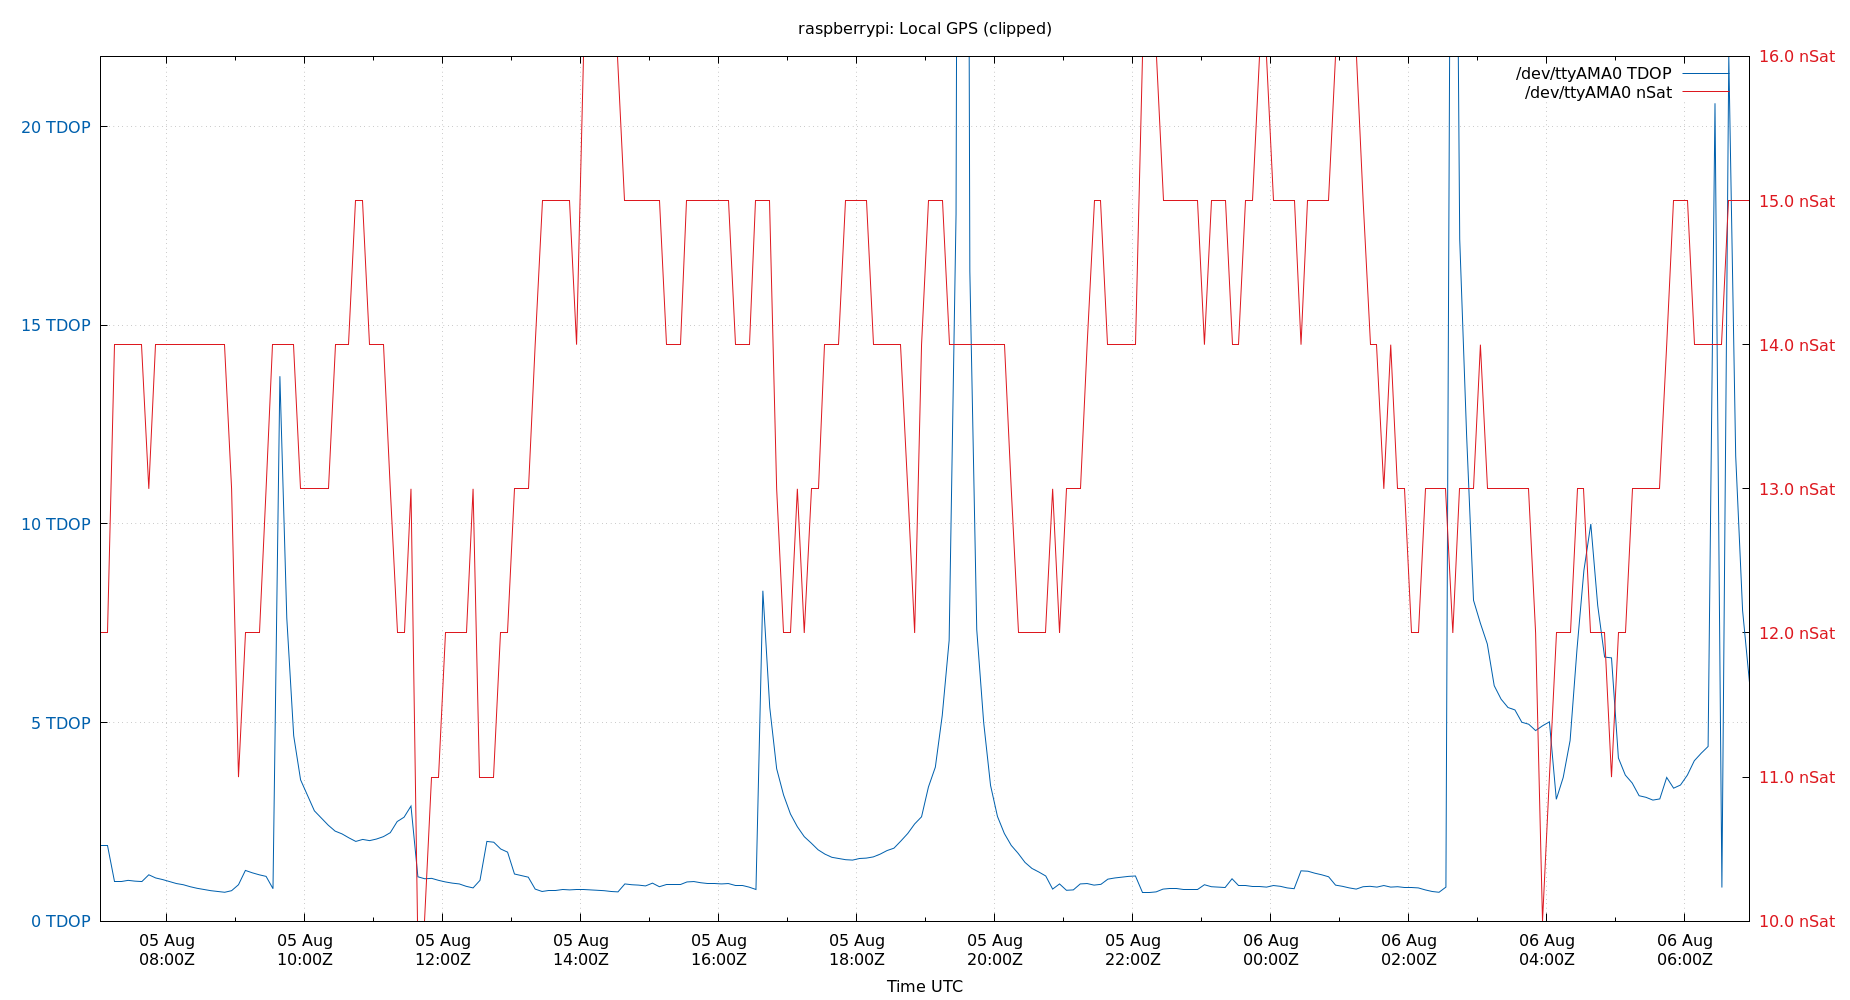 raspberrypi: Local GPS (clipped)
/dev/ttyAMA0 TDOP
/dev/ttyAMA0 nSat
20 TDOP
15 TDOP
10 TDOP
5 TDOP
0 TDOP
16.0 nSat
15.0 nSat
14.0 nSat
13.0 nSat
12.0 nSat
11.0 nSat
10.0 nSat
05 Aug
08:00Z
05 Aug
10:00Z
05 Aug
12:00Z
05 Aug
14:00Z
05 Aug
16:00Z
05 Aug
18:00Z
05 Aug
20:00Z
05 Aug
22:00Z
06 Aug
00:00Z
06 Aug
02:00Z
06 Aug
04:00Z
06 Aug
06:00Z
Time UTC